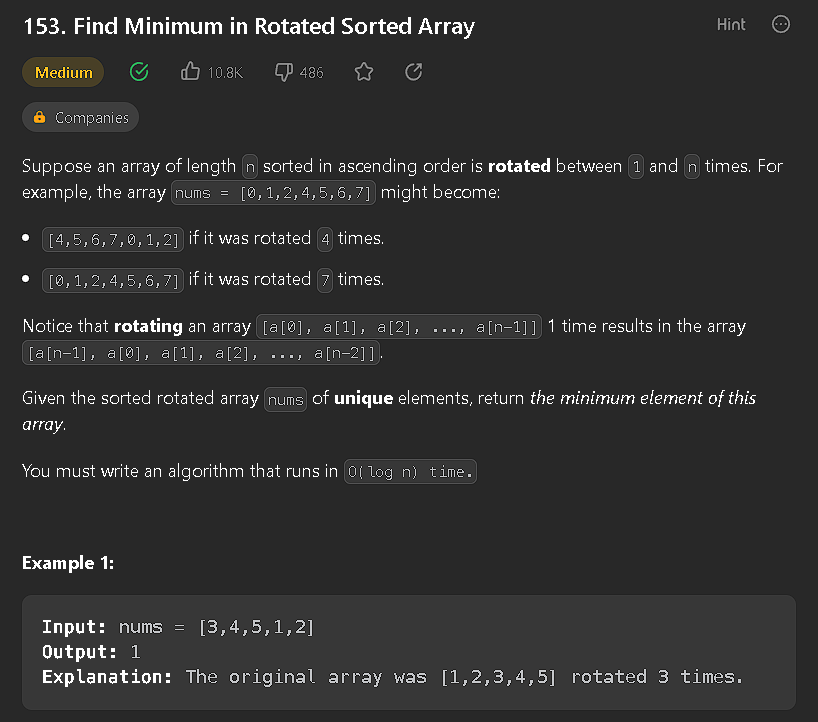 153. Find Minimum in Rotated Sorted Array
Hint
Medium 10.8K 486
Companies
Suppose an array of length n sorted in ascending order is rotated between 1 and n times. For
example, the array nums = [0,1,2,4,5,6,7] might become:
• [4,5,6,7,0,1,2] if it was rotated 4 times.
• [0,1,2,4,5,6,7] if it was rotated 7 times.
Notice that rotating an array [a[0], a[1], a[2], ..., a[n-1]] 1 time results in the array
[a[n-1], a[0], a[1], a[2], ..., a[n-2]].
Given the sorted rotated array nums of unique elements, return the minimum element of this
array.
You must write an algorithm that runs in O(log n) time.
Example 1:
Input: nums = [3,4,5,1,2]
Output: 1
Explanation: The original array was [1,2,3,4,5] rotated 3 times.